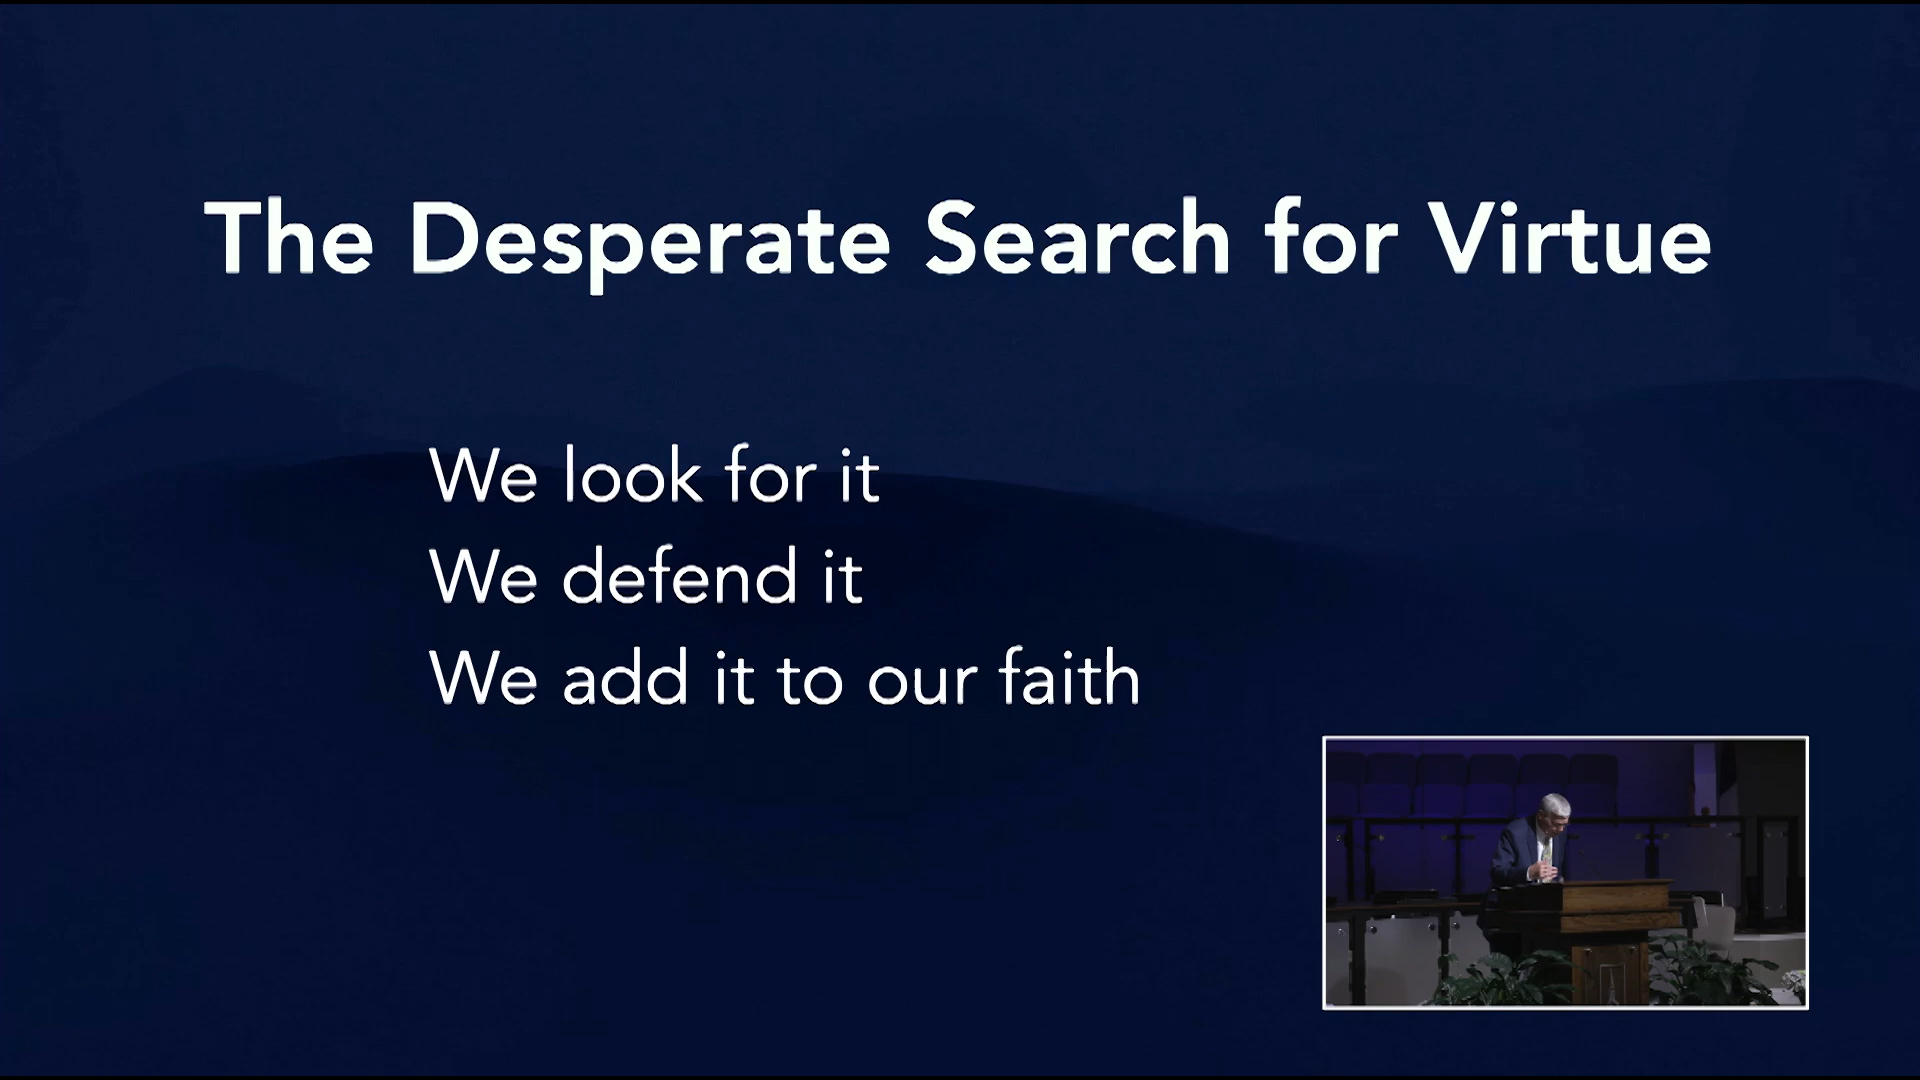 The Desperate Search for Virtue
We look for it
We defend it
We add it to our faith